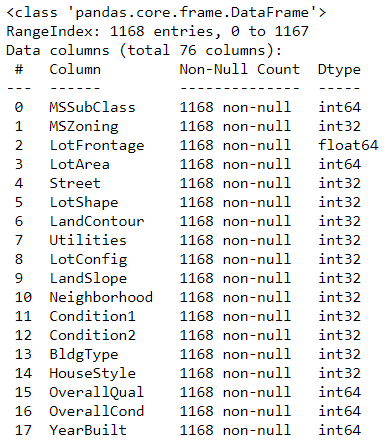 <class 'pandas.core.frame.DataFrame'>
RangeIndex: 1168 entries, 0 to 1167
Data columns (total 76 columns):
 #   Column         Non-Null Count  Dtype
---  ------         --------------  -----
 0   MSSubClass     1168 non-null   int64
 1   MSZoning       1168 non-null   int32
 2   LotFrontage    1168 non-null   float64
 3   LotArea        1168 non-null   int64
 4   Street         1168 non-null   int32
 5   LotShape       1168 non-null   int32
 6   LandContour    1168 non-null   int32
 7   Utilities      1168 non-null   int32
 8   LotConfig      1168 non-null   int32
 9   LandSlope      1168 non-null   int32
 10  Neighborhood   1168 non-null   int32
 11  Condition1     1168 non-null   int32
 12  Condition2     1168 non-null   int32
 13  BldgType       1168 non-null   int32
 14  HouseStyle     1168 non-null   int32
 15  OverallQual    1168 non-null   int64
 16  OverallCond    1168 non-null   int64
 17  YearBuilt      1168 non-null   int64